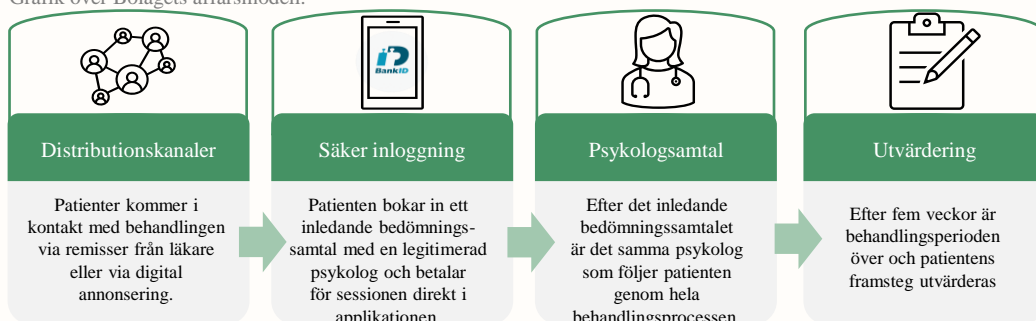 Grafik över Bolagets affärsmodell.
BankID
Distributionskanaler
Patienter kommer i
kontakt med behandlingen
via remisser från läkare
eller via digital
annonsering.
Säker inloggning
Patienten bokar in ett
inledande bedömnings-
samtal med en legitimerad
psykolog och betalar
för sessionen direkt i
applikationen
Psykologsamtal
Efter det inledande
bedömningssamtalet
är det samma psykolog
som följer patienten
genom hela
behandlingsprocessen
Utvärdering
Efter fem veckor är
behandlingsperioden
över och patientens
framsteg utvärderas